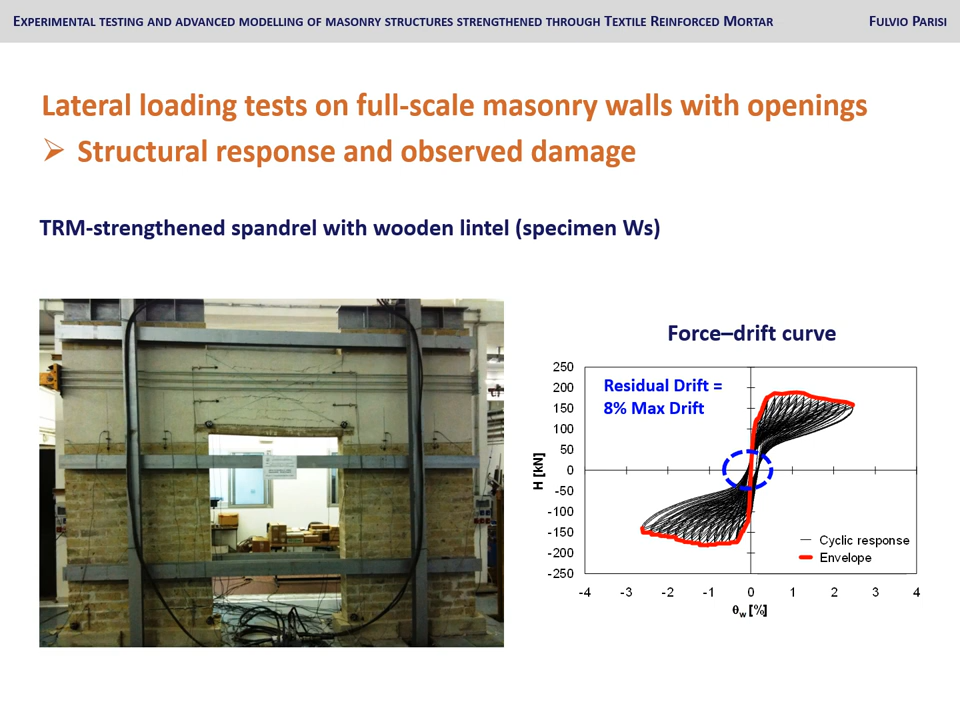 Experimental testing and advanced modelling of masonry structures strengthened through Textile Reinforced Mortar Fulvio Parisi
Lateral loading tests on full-scale masonry walls with openings
➢ Structural response and observed damage
TRM-strengthened spandrel with wooden lintel (specimen Ws)
Force–drift curve
Residual Drift =
8% Max Drift
H [kN]
250
200
150
100
50
0
-50
-100
-150
-200
-250
Cyclic response
Envelope
-4 -3 -2 -1 0 1 2 3 4
θw [%]